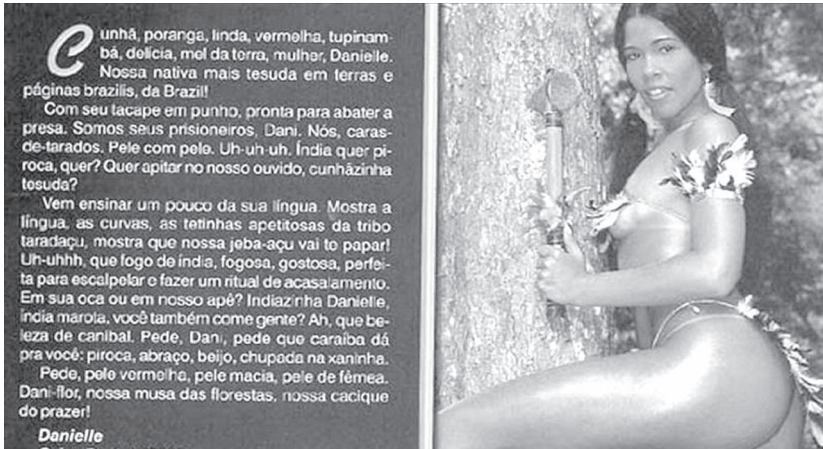 Cunhã, poranga, linda, vermelha, tupinam-
bá, delícia, mel da terra, mulher, Danielle.
Nossa nativa mais tesuda em terras e
páginas brazilis, da Brazil!
Com seu tacape em punho, pronta para abater a
presa. Somos seus prisioneiros, Dani. Nós, caras-
de-tarados. Pele com pele. Uh-uh-uh. Índia quer pi-
roca, quer? Quer apitar no nosso ouvido, cunhãzinha
tesuda?
Vem ensinar um pouco da sua língua. Mostra a
língua, as curvas, as tetinhas apetitosas da tribo
taradaçu, mostra que nossa jeba-açu vai te papar!
Uh-uhhh, que fogo de índia, fogosa, gostosa, perfei-
ta para escalpelar e fazer um ritual de acasalamento.
Em sua oca ou em nosso apê? Indiazinha Danielle,
índia marota, você também come gente? Ah, que be-
leza de canibal. Pede, Dani, pede que caraíba dá
pra você: piroca, abraço, beijo, chupada na xaninha.
Pede, pele vermelha, pele macia, pele de fêmea.
Dani-flor, nossa musa das florestas, nossa cacique
do prazer!
Danielle